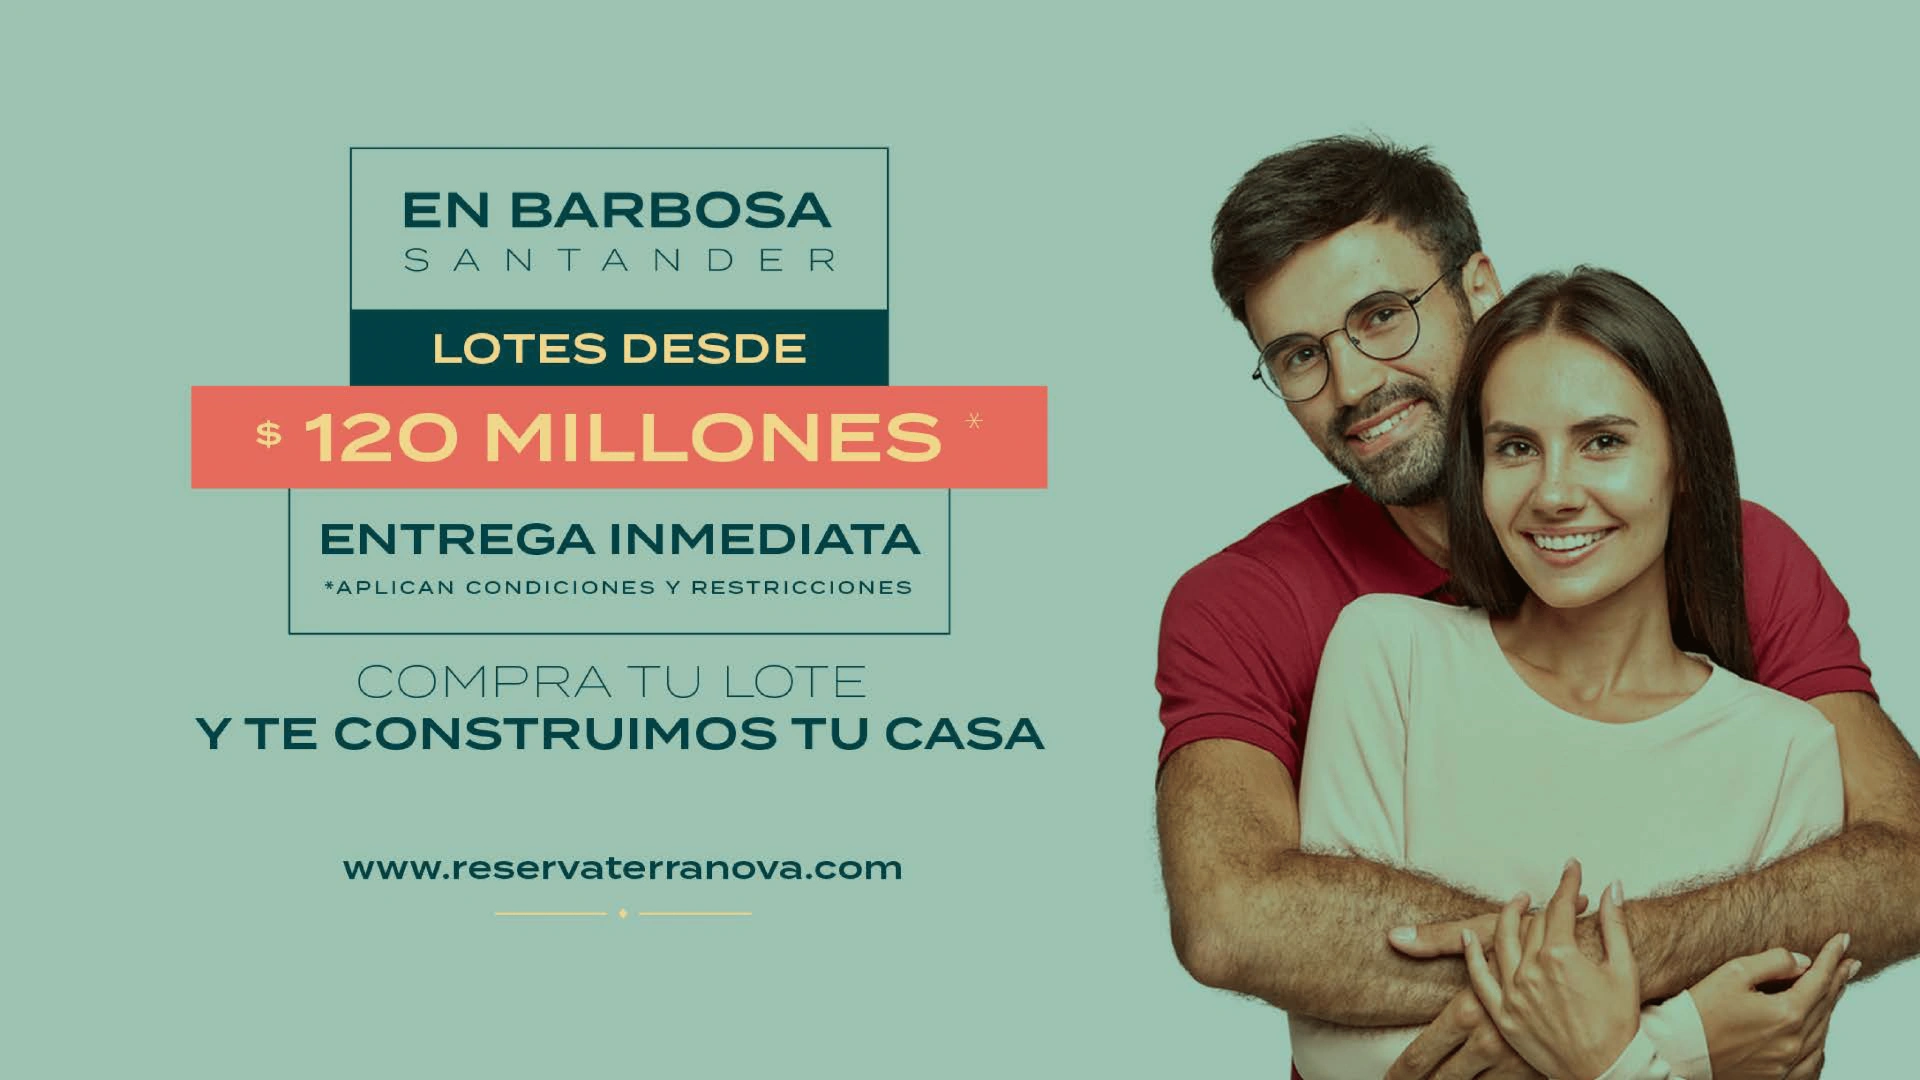 EN BARBOSA
SANTANDER
LOTES DESDE
$ 120 MILLONES *
ENTREGA INMEDIATA
*APLICAN CONDICIONES Y RESTRICCIONES
COMPRA TU LOTE
Y TE CONSTRUIMOS TU CASA
www.reservaterranova.com